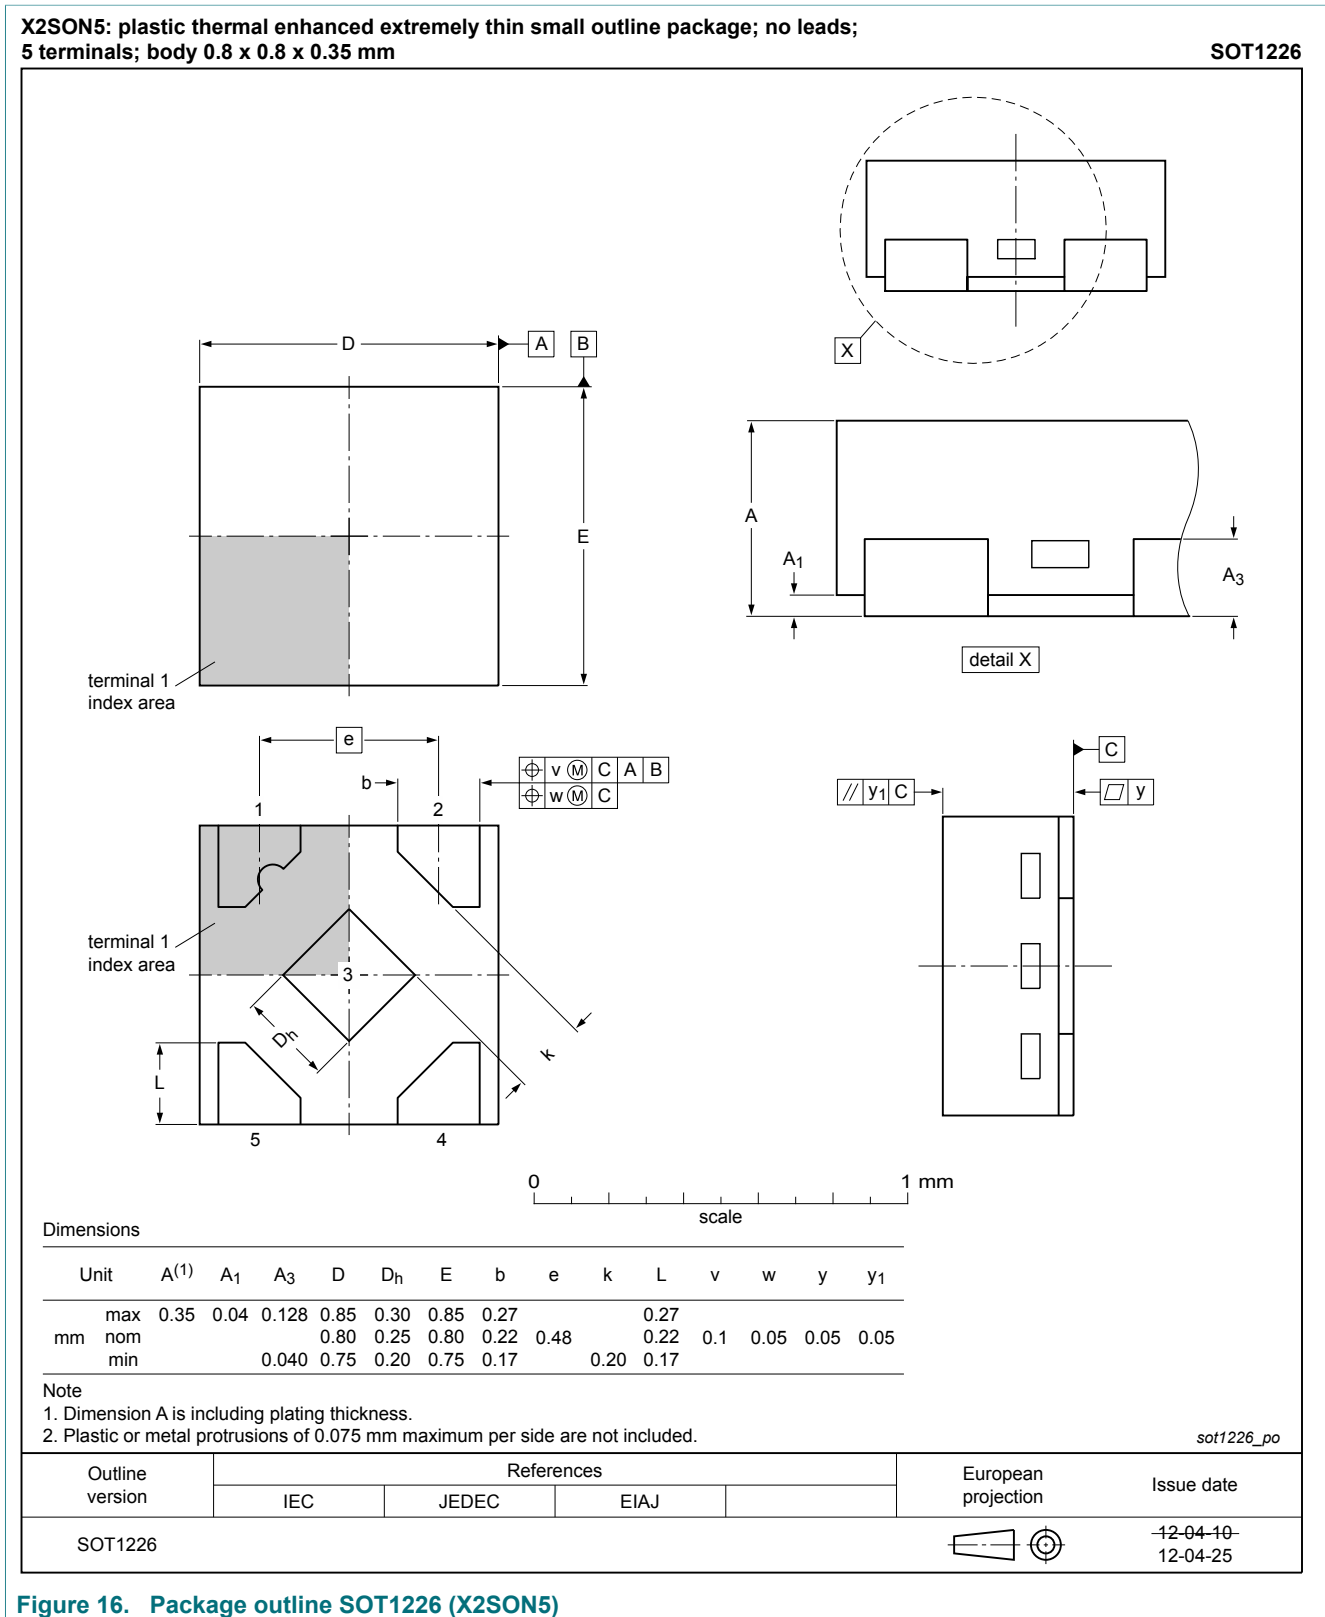 X2SON5: plastic thermal enhanced extremely thin small outline package; no leads;
5 terminals; body 0.8 x 0.8 x 0.35 mm SOT1226
X
D A B
E
terminal 1
index area
A
A1
A3
detail X
e
b
v M C A B
w M C
1 2
terminal 1
index area
3
Dh
k
L
5 4
C
// y1 C
y
0 1 mm
scale
Dimensions
Unit A(1) A1 A3 D Dh E b e k L v w y y1
max 0.35 0.04 0.128 0.85 0.30 0.85 0.27 0.27
mm nom 0.80 0.25 0.80 0.22 0.48 0.22 0.1 0.05 0.05 0.05
min 0.040 0.75 0.20 0.75 0.17 0.20 0.17
Note
1. Dimension A is including plating thickness.
2. Plastic or metal protrusions of 0.075 mm maximum per side are not included.
sot1226_po
Outline
version
References
IEC JEDEC EIAJ
European
projection
Issue date
SOT1226
12-04-10
12-04-25
Figure 16. Package outline SOT1226 (X2SON5)